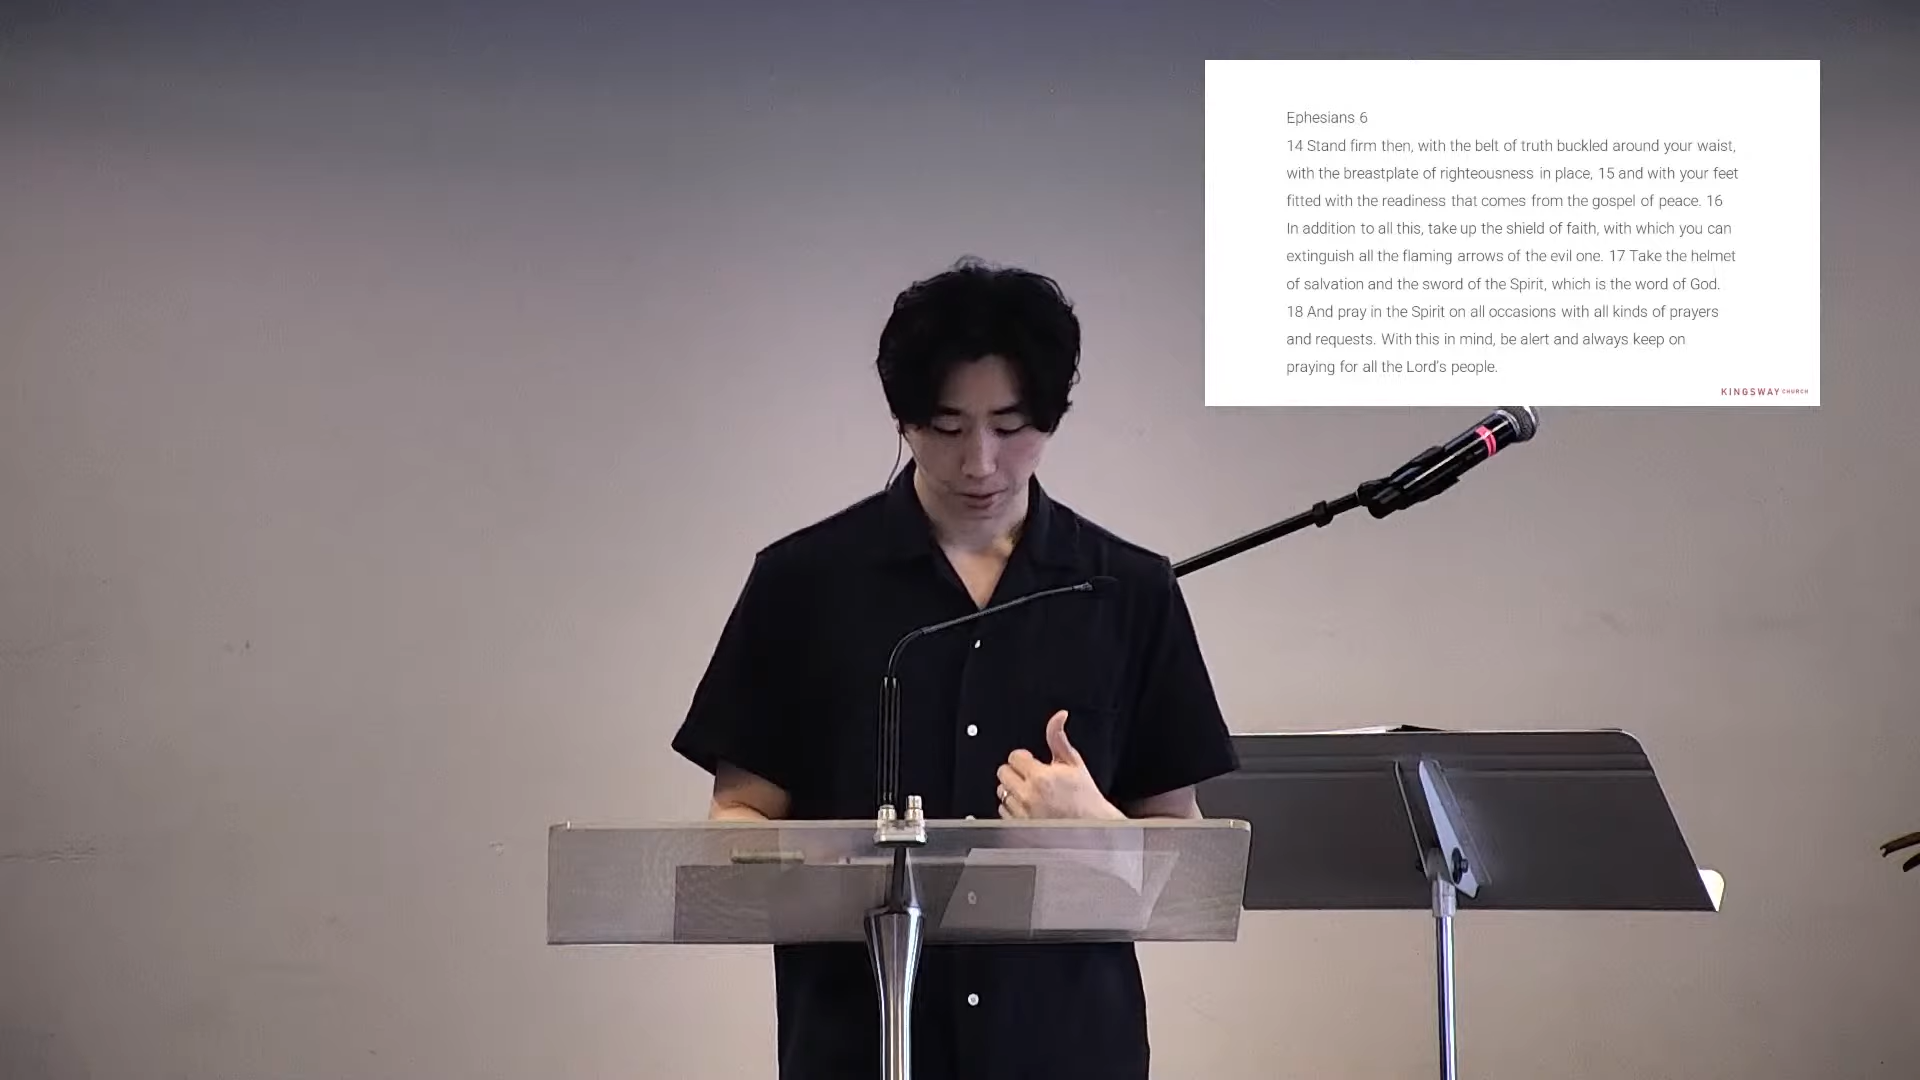 Ephesians 6
14 Stand firm then, with the belt of truth buckled around your waist,
with the breastplate of righteousness in place, 15 and with your feet
fitted with the readiness that comes from the gospel of peace. 16
In addition to all this, take up the shield of faith, with which you can
extinguish all the flaming arrows of the evil one. 17 Take the helmet
of salvation and the sword of the Spirit, which is the word of God.
18 And pray in the Spirit on all occasions with all kinds of prayers
and requests. With this in mind, be alert and always keep on
praying for all the Lord's people.
KINGSWAY CHURCH